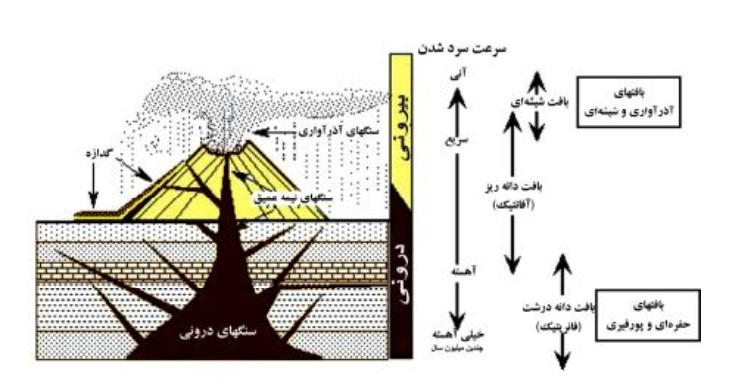 سرعت سرد شدن
آنی
سریع
آهسته
خیلی آهسته
چندین میلیون سال
بیرونی
درونی
سنگهای آذرآواری
گدازه
سنگهای نیمه عمیق
سنگهای درونی
بافت شیشه‌ای
بافت دانه ریز
(آفانتیک)
بافت دانه درشت
(فانریتیک)
بافتهای
آذرآواری و شیشه‌ای
بافتهای
حفره‌ای و پورفیری